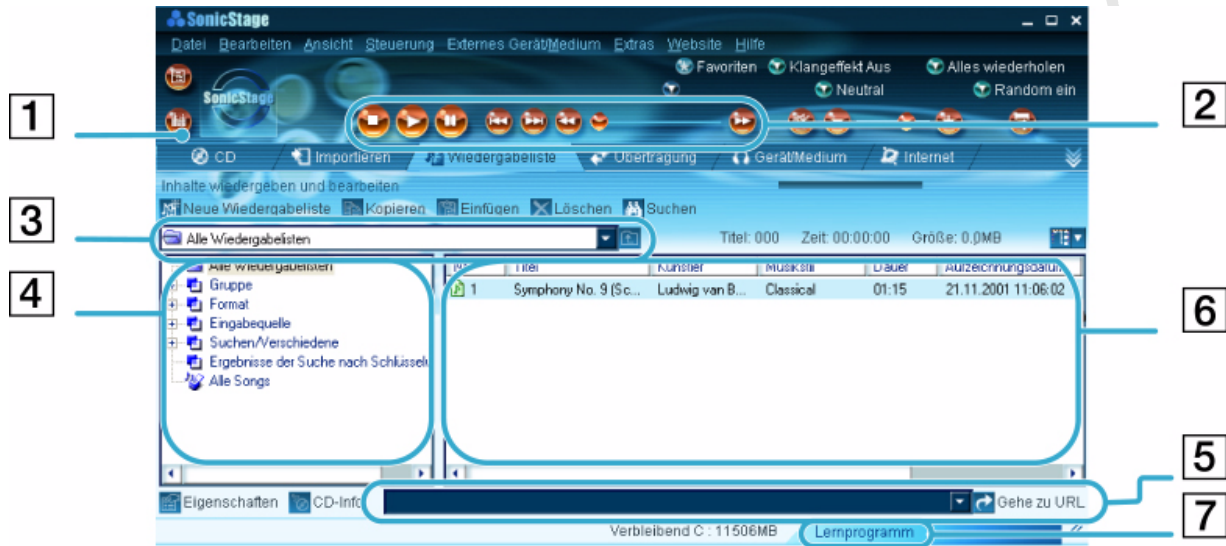 SonicStage
Datei Bearbeiten Ansicht Steuerung Externes Gerät/Medium Extras Website Hilfe
Favoriten Klangeffekt Aus Alles wiederholen
SonicStage Neutral Random ein
1
2
CD Importieren Wiedergabeliste Übertragung Gerät/Medium Internet
Inhalte wiedergeben und bearbeiten
Neue Wiedergabeliste Kopieren Einfügen Löschen Suchen
3
Alle Wiedergabelisten Titel: 000 Zeit: 00:00:00 Größe: 0.0MB
4
Alle Wiedergabelisten
Gruppe
Format
Eingabequelle
Suchen/Verschiedene
Ergebnisse der Suche nach Schlüsselw
Alle Songs
Titel Künstler Musikstil Dauer Aufzeichnungsdatum
1 Symphony No. 9 (Sc... Ludwig van B... Classical 01:15 21.11.2001 11:06:02
6
5
Eigenschaften CD-Info Gehe zu URL
7
Verbleibend C : 11506MB Lernprogramm